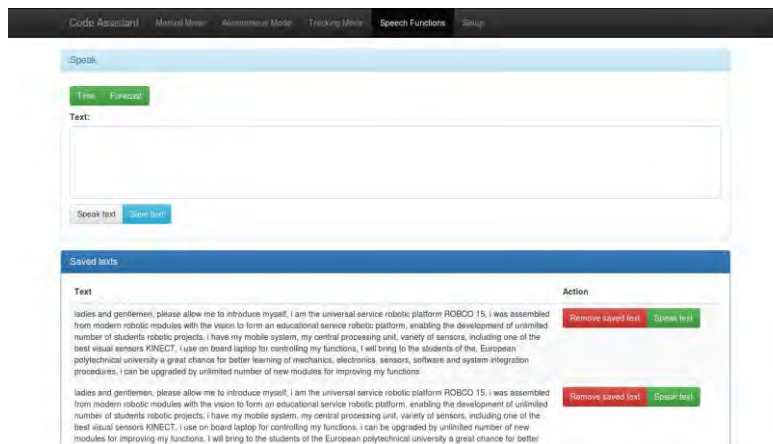 Code Assistant Manual Mode Autonomous Mode Tracking Mode Speech Functions Setup
Speak
Time Forecast
Text:
Speak text Save text
Saved texts
Text Action
ladies and gentlemen, please allow me to introduce myself, i am the universal service robotic platform ROBCO 15, i was assembled
from modern robotic modules with the vision to form an educational service robotic platform, enabling the development of unlimited
number of students robotic projects, i have my mobile system, my central processing unit, variety of sensors, including one of the
best visual sensors KINECT, i use on board laptop for controlling my functions, I will bring to the students of the, European
polytechnical university a great chance for better learning of mechanics, electronics, sensors, software and system integration
procedures, i can be upgraded by unlimited number of new modules for improving my functions
Remove saved text Speak text
ladies and gentlemen, please allow me to introduce myself, i am the universal service robotic platform ROBCO 15, i was assembled
from modern robotic modules with the vision to form an educational service robotic platform, enabling the development of unlimited
number of students robotic projects, i have my mobile system, my central processing unit, variety of sensors, including one of the
best visual sensors KINECT, i use on board laptop for controlling my functions, i can be upgraded by unlimited number of new
modules for improving my functions, I will bring to the students of the European polytechnical university a great chance for better
Remove saved text Speak text